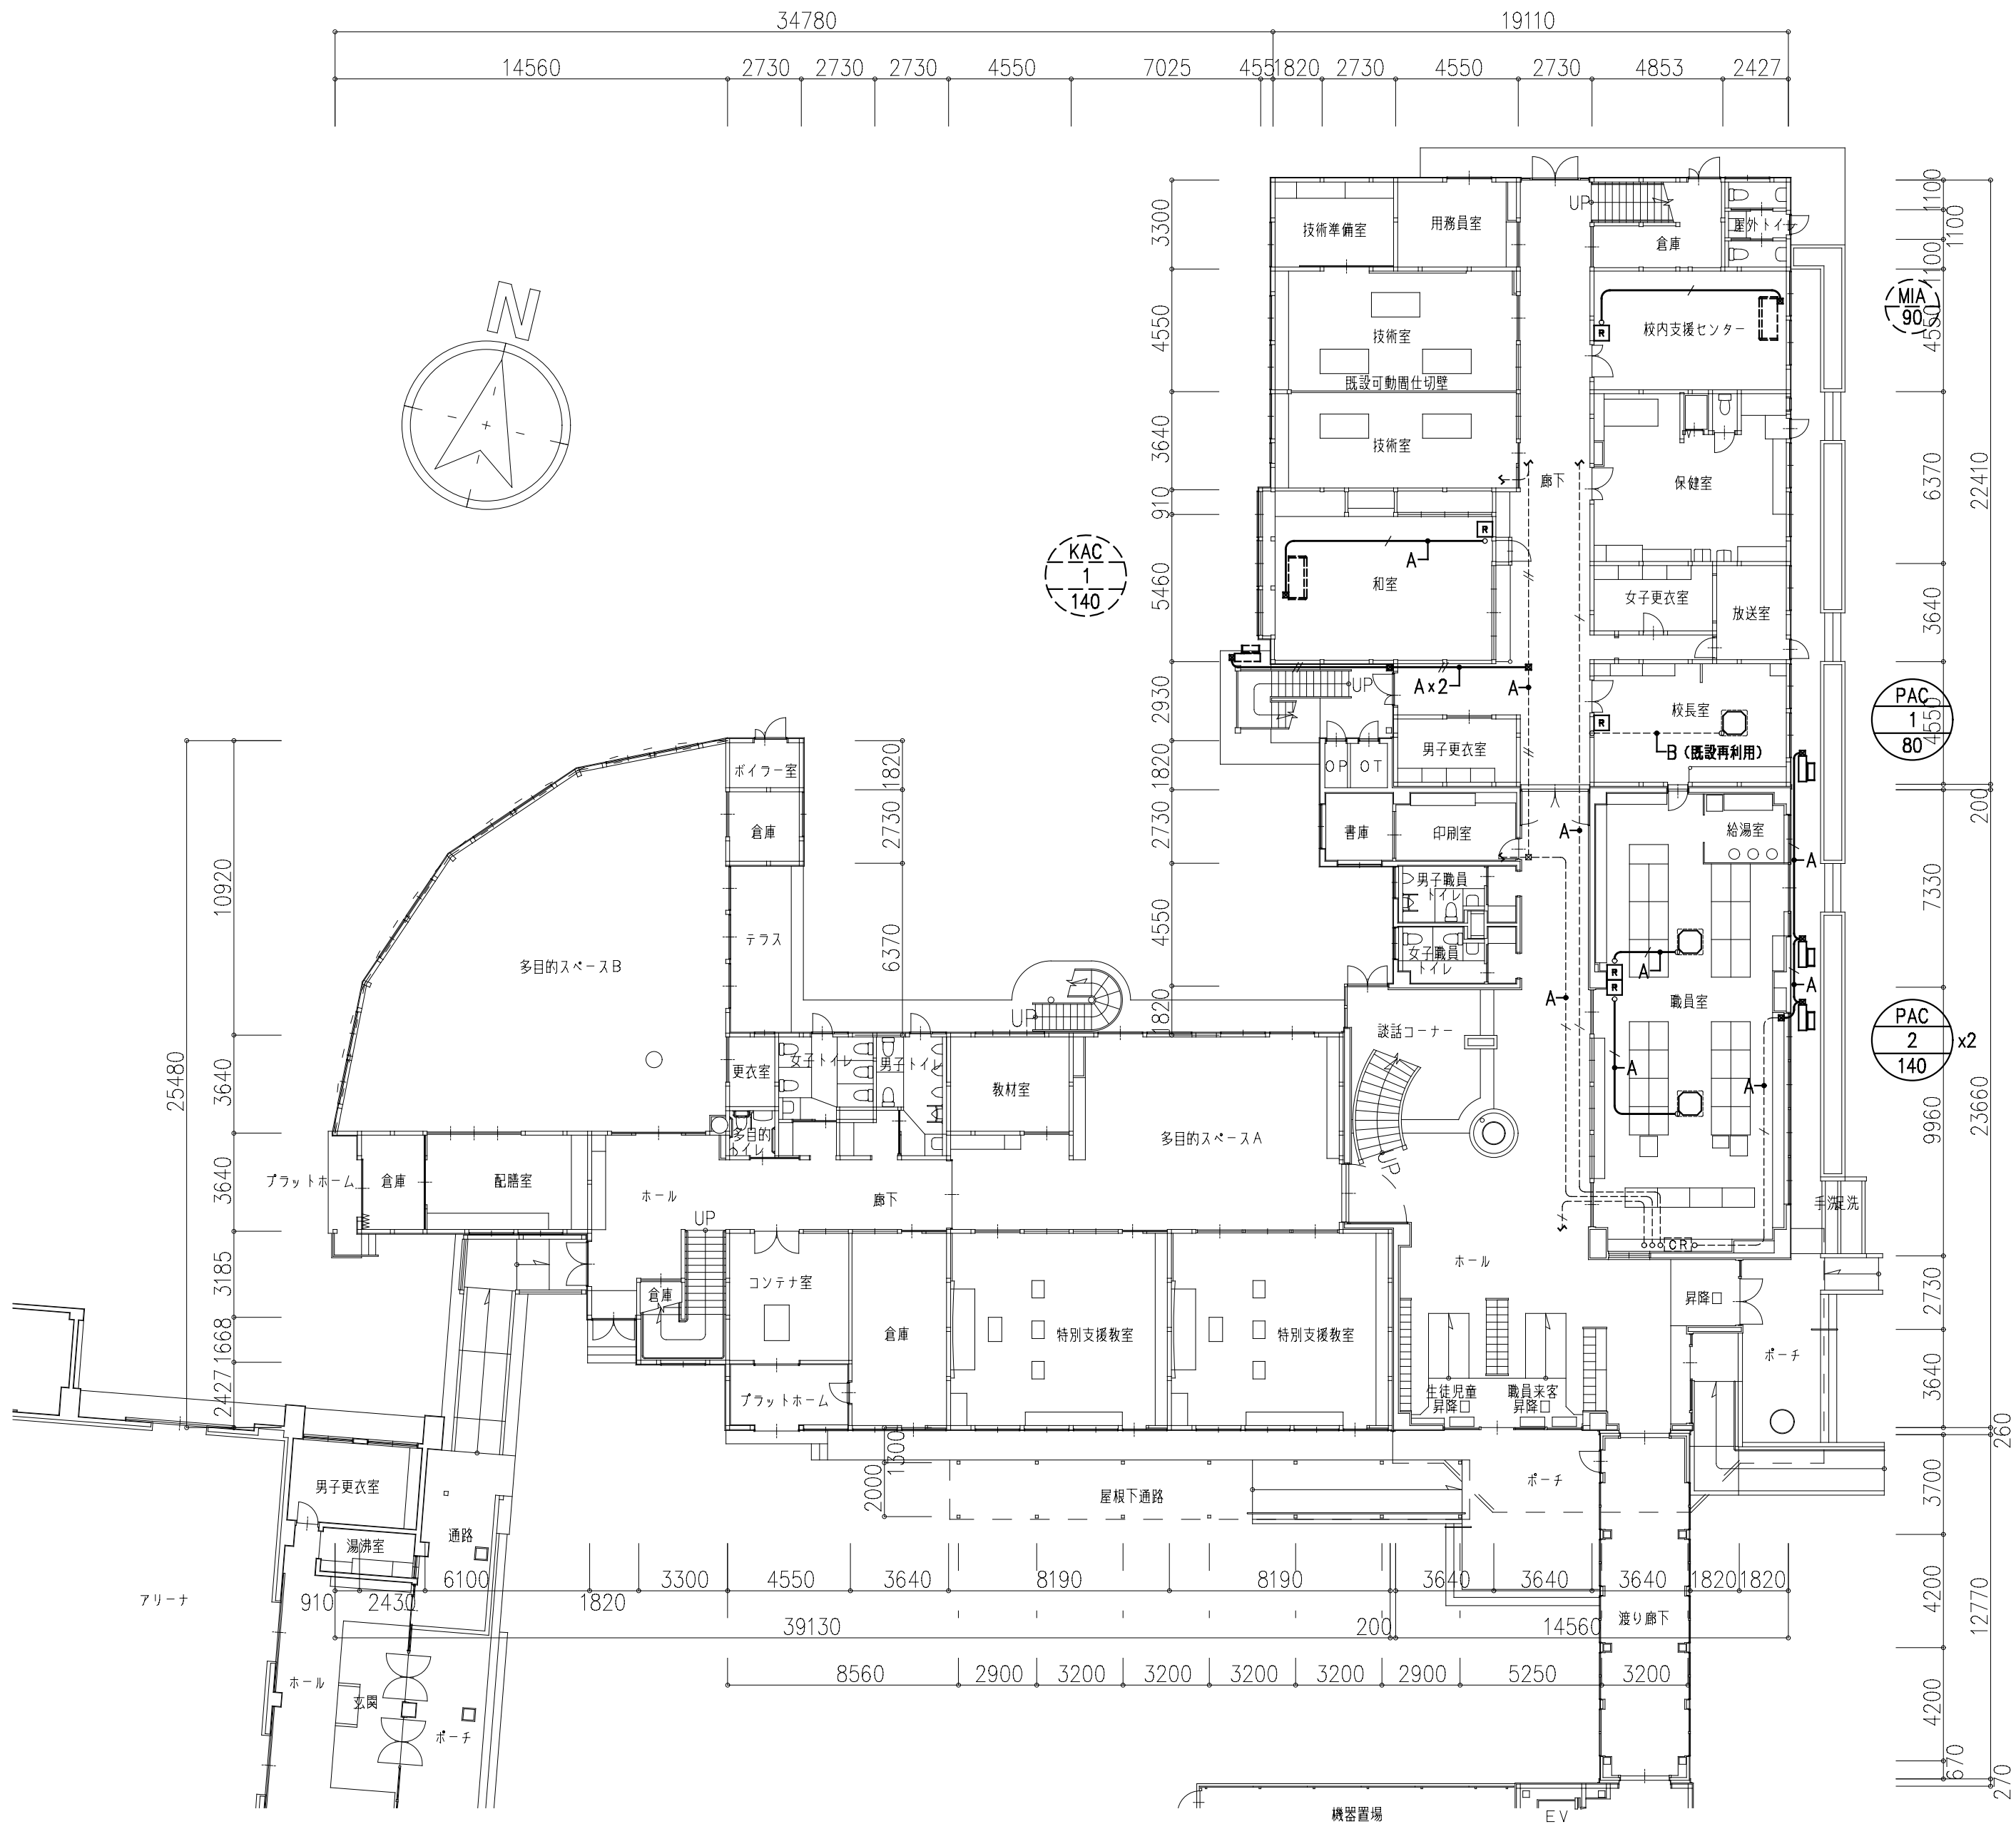 34780
19110
14560
2730
2730
2730
4550
7025
455
1820
2730
4550
2730
4853
2427
N
3300
4550
3640
910
5460
2930
1820
2730
4550
1820
1100
1100
1100
4550
6370
3640
4550
22410
200
7330
9960
23660
2730
3640
260
3700
4200
12770
4200
670
270
技術準備室
用務員室
UP
倉庫
屋外トイレ
技術室
既設可動間仕切壁
技術室
廊下
校内支援センター
R
MIA
90
保健室
KAC
1
140
R
A
和室
女子更衣室
放送室
UP
A×2
A
校長室
R
B (既設再利用)
PAC
1
80
男子更衣室
OP
OT
書庫
印刷室
A
給湯室
A
男子職員
トイレ
女子職員
トイレ
A
R
R
A
職員室
A
A
A
PAC
2
140
x2
CR
手洗
足洗
談話コーナー
UP
ボイラー室
倉庫
テラス
多目的スペースB
1820
2730
6370
10920
25480
3640
3640
3185
1668
2427
UP
更衣室
女子トイレ
男子トイレ
多目的
トイレ
教材室
多目的スペースA
プラットホーム
倉庫
配膳室
ホール
廊下
UP
コンテナ室
倉庫
倉庫
プラットホーム
特別支援教室
特別支援教室
ホール
昇降口
ポーチ
生徒児童
昇降口
職員来客
昇降口
1300
2000
屋根下通路
ポーチ
男子更衣室
湯沸室
通路
アリーナ
ホール
玄関
ポーチ
910
2430
6100
1820
3300
4550
3640
8190
8190
3640
3640
3640
1820
1820
39130
200
14560
渡り廊下
8560
2900
3200
3200
3200
3200
2900
5250
3200
機器置場
EV